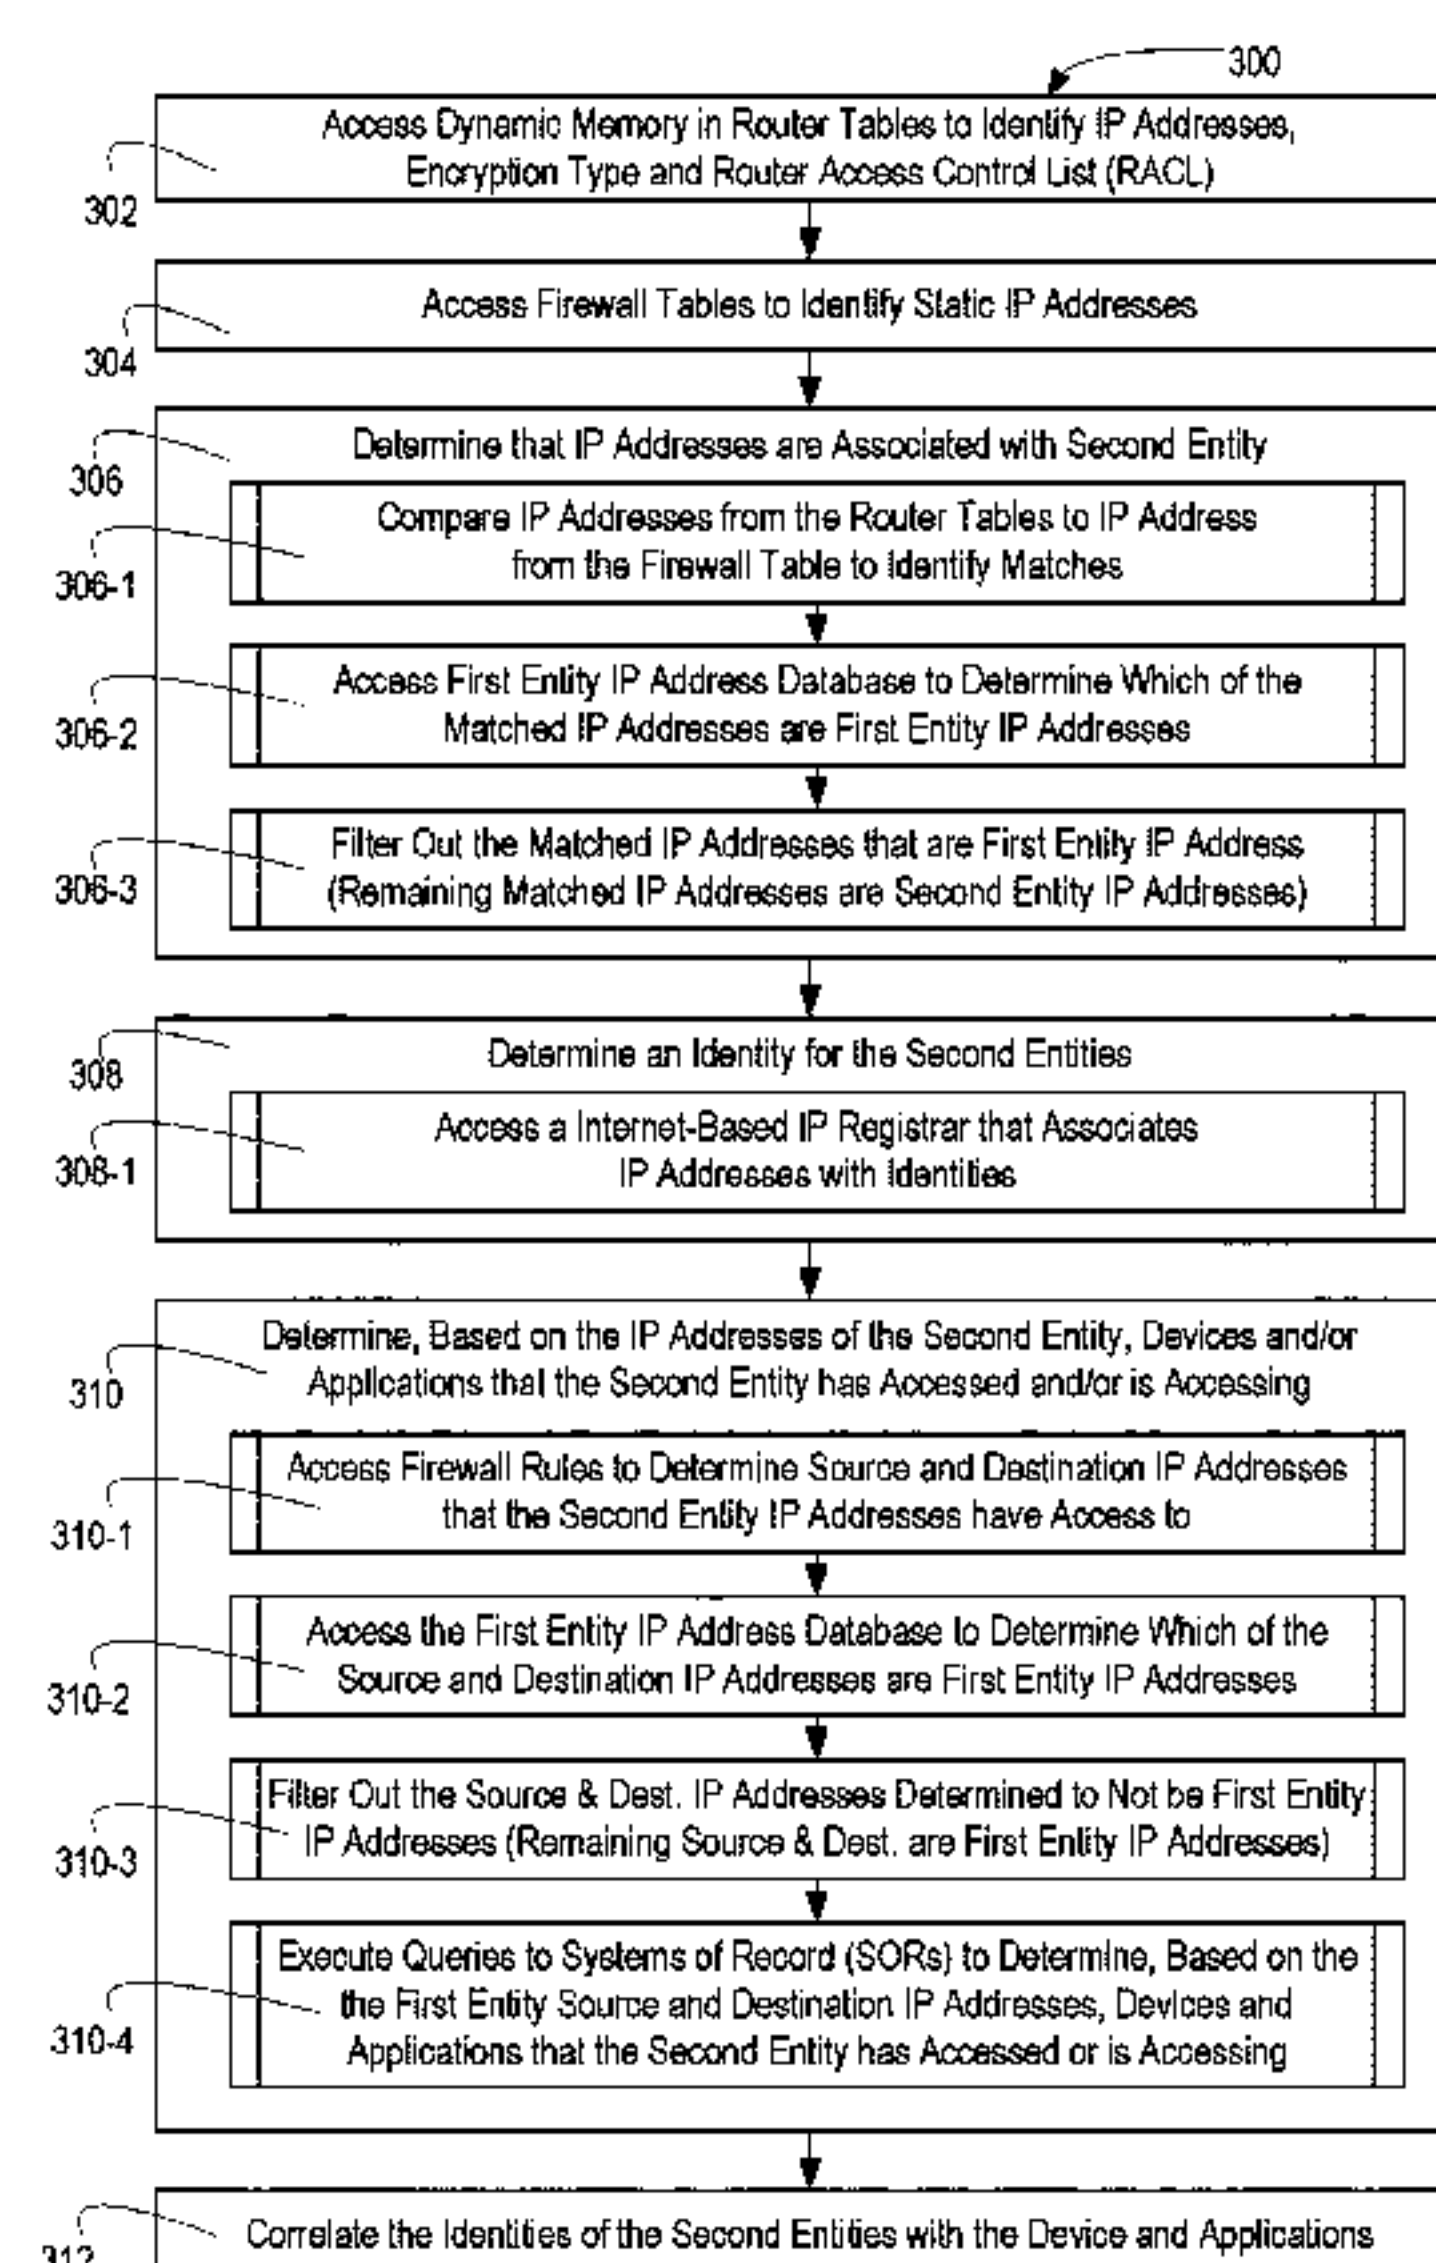 300
Access Dynamic Memory in Router Tables to Identify IP Addresses,
Encryption Type and Router Access Control List (RACL)
302
Access Firewall Tables to Identify Static IP Addresses
304
Determine that IP Addresses are Associated with Second Entity
306
Compare IP Addresses from the Router Tables to IP Address
from the Firewall Table to Identify Matches
306-1
Access First Entity IP Address Database to Determine Which of the
Matched IP Addresses are First Entity IP Addresses
306-2
Filter Out the Matched IP Addresses that are First Entity IP Address
(Remaining Matched IP Addresses are Second Entity IP Addresses)
306-3
Determine an Identity for the Second Entities
308
Access a Internet-Based IP Registrar that Associates
IP Addresses with Identities
308-1
Determine, Based on the IP Addresses of the Second Entity, Devices and/or
Applications that the Second Entity has Accessed and/or is Accessing
310
Access Firewall Rules to Determine Source and Destination IP Addresses
that the Second Entity IP Addresses have Access to
310-1
Access the First Entity IP Address Database to Determine Which of the
Source and Destination IP Addresses are First Entity IP Addresses
310-2
Filter Out the Source & Dest. IP Addresses Determined to Not be First Entity
IP Addresses (Remaining Source & Dest. are First Entity IP Addresses)
310-3
Execute Queries to Systems of Record (SORs) to Determine, Based on the
the First Entity Source and Destination IP Addresses, Devices and
Applications that the Second Entity has Accessed or is Accessing
310-4
Correlate the Identities of the Second Entities with the Device and Applications
312